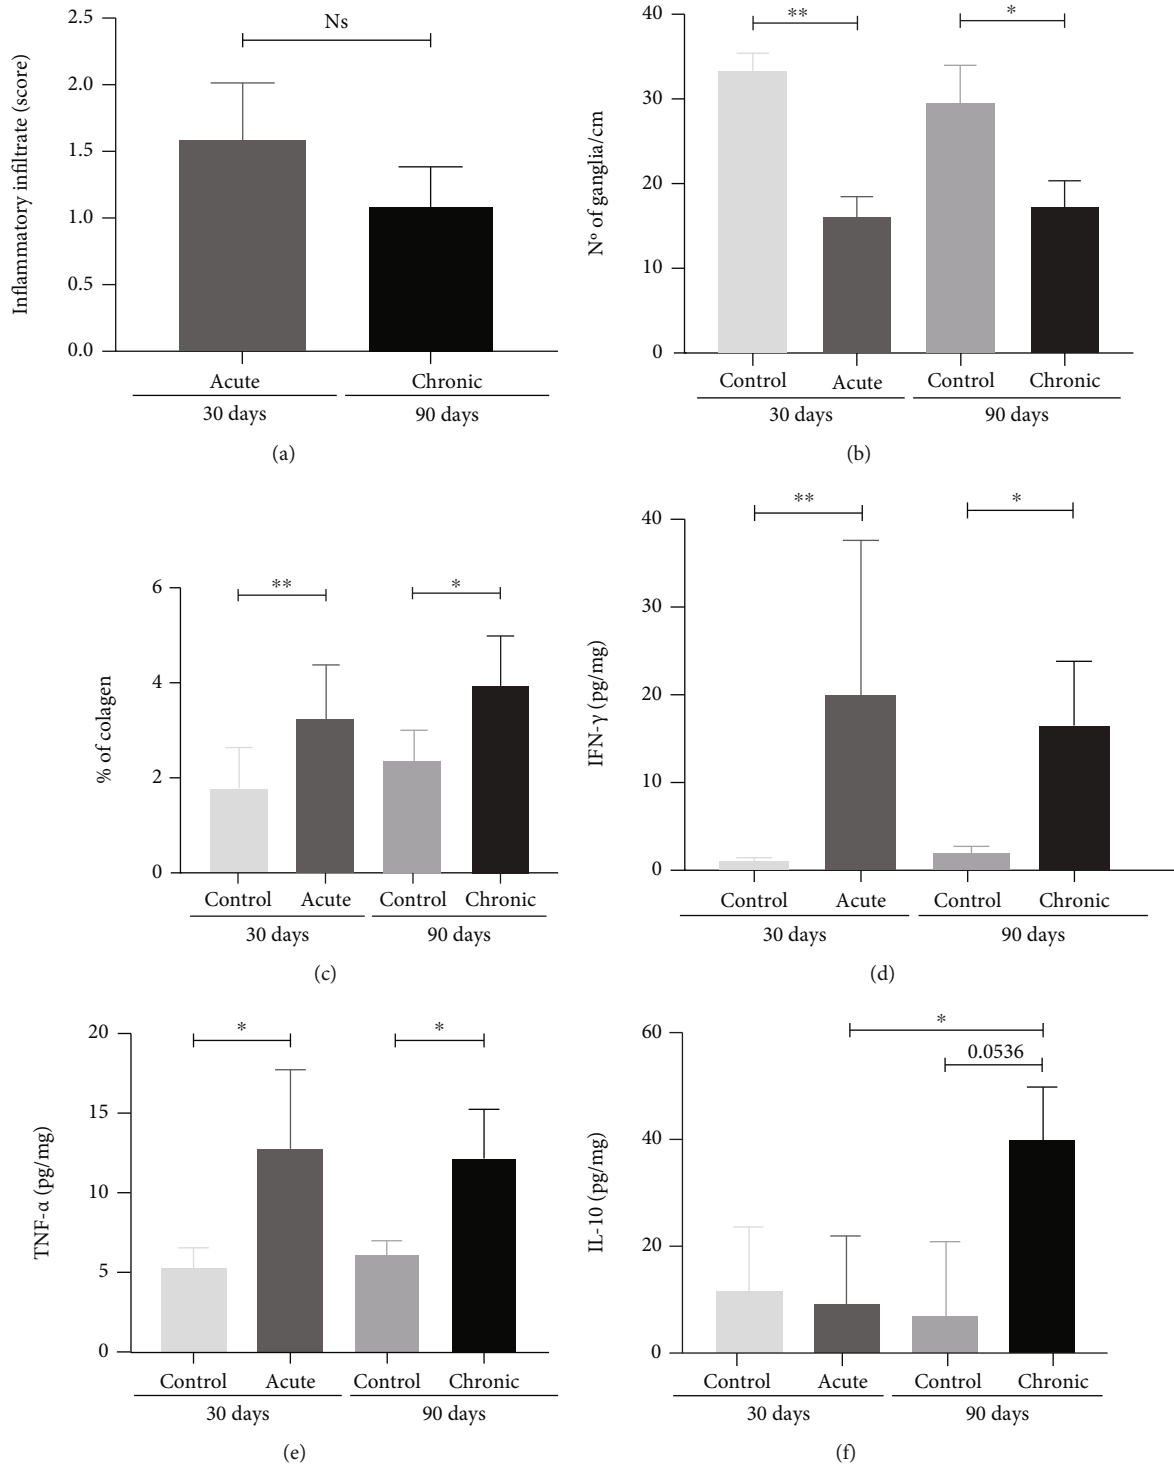 Inflammatory infiltrate (score)
2.5
2.0
1.5
1.0
0.5
0.0
Ns
Acute
Chronic
30 days
90 days
(a)
Nº of ganglia/cm
40
30
20
10
0
**
*
Control
Acute
Control
Chronic
30 days
90 days
(b)
% of colagen
6
4
2
0
**
*
Control
Acute
Control
Chronic
30 days
90 days
(c)
IFN-γ (pg/mg)
40
30
20
10
0
**
*
Control
Acute
Control
Chronic
30 days
90 days
(d)
TNF-α (pg/mg)
20
15
10
5
0
*
*
Control
Acute
Control
Chronic
30 days
90 days
(e)
IL-10 (pg/mg)
60
40
20
0
*
0.0536
Control
Acute
Control
Chronic
30 days
90 days
(f)